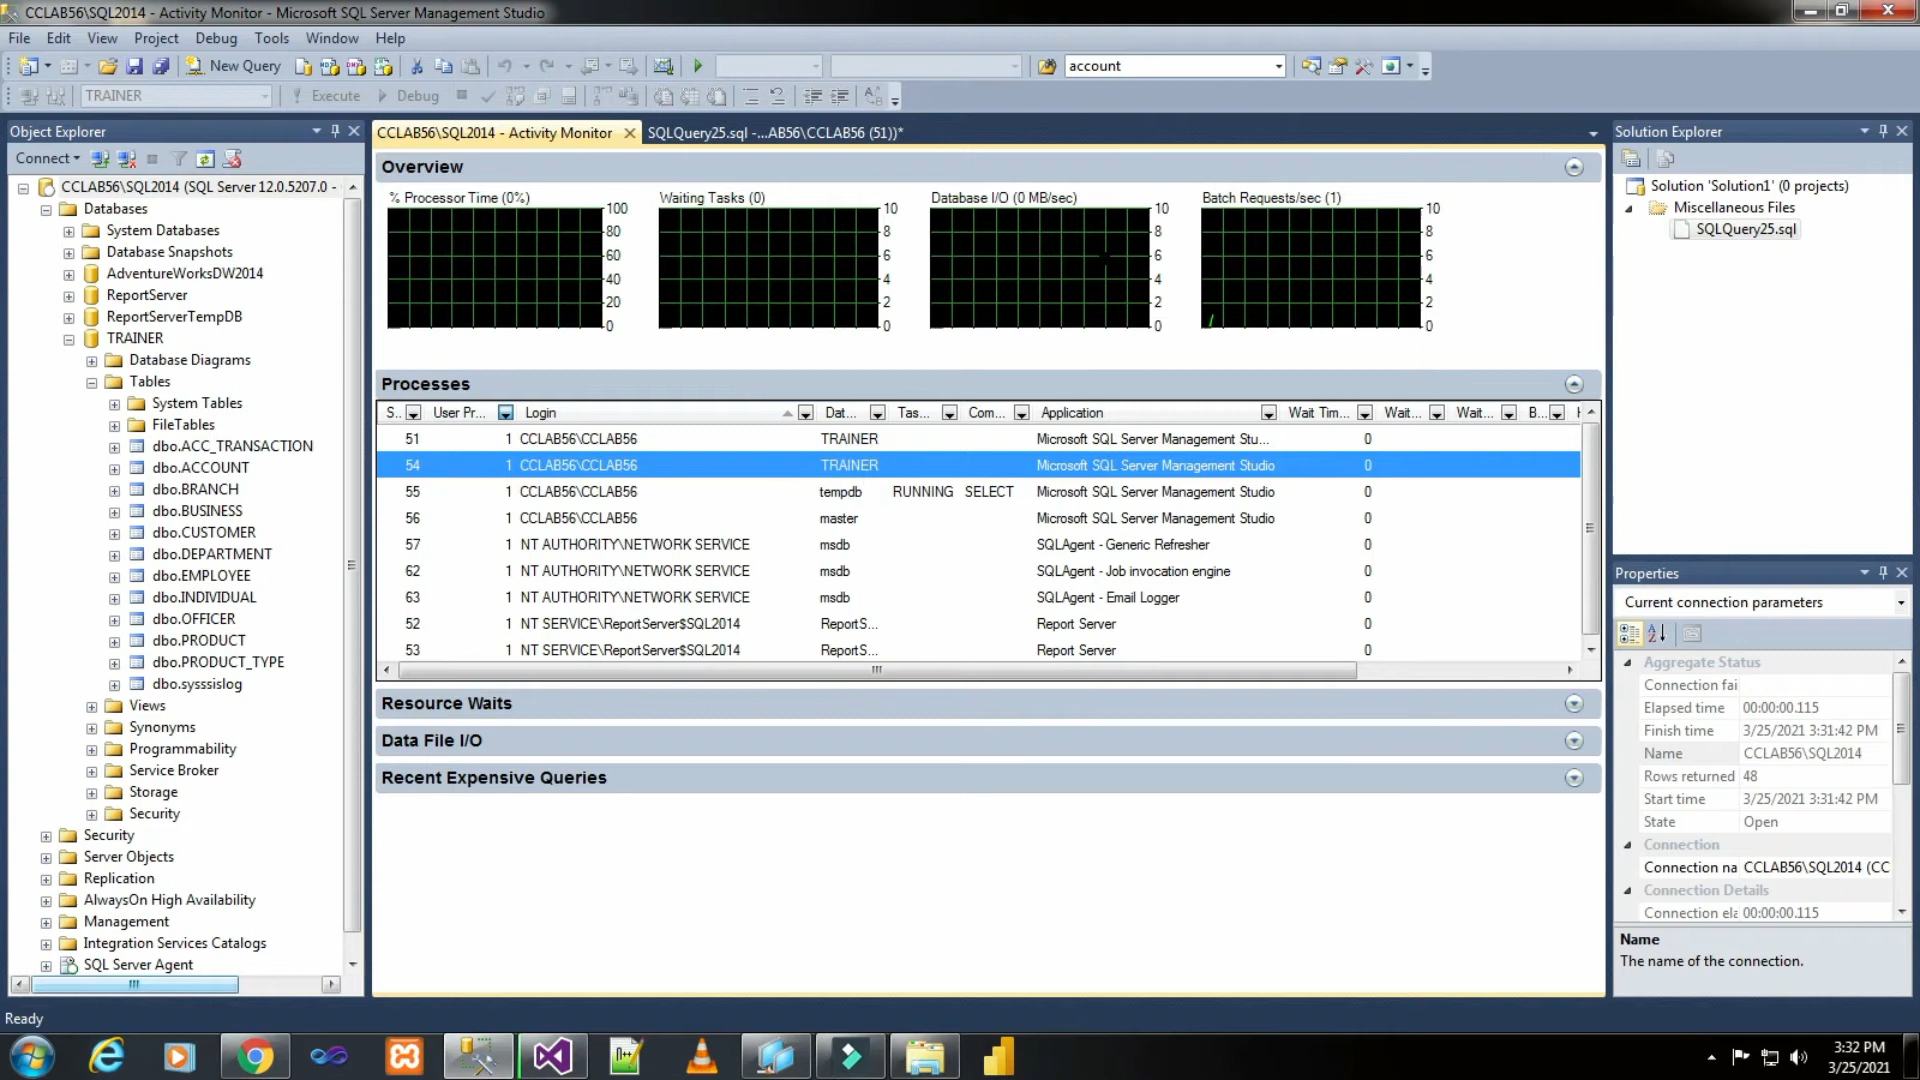 CCLAB56\SQL2014 - Activity Monitor - Microsoft SQL Server Management Studio
File Edit View Project Debug Tools Window Help
New Query account
TRAINER Execute Debug
Object Explorer
Connect
CCLAB56\SQL2014 (SQL Server 12.0.5207.0 -
Databases
System Databases
Database Snapshots
AdventureWorksDW2014
ReportServer
ReportServerTempDB
TRAINER
Database Diagrams
Tables
System Tables
FileTables
dbo.ACC_TRANSACTION
dbo.ACCOUNT
dbo.BRANCH
dbo.BUSINESS
dbo.CUSTOMER
dbo.DEPARTMENT
dbo.EMPLOYEE
dbo.INDIVIDUAL
dbo.OFFICER
dbo.PRODUCT
dbo.PRODUCT_TYPE
dbo.sysssislog
Views
Synonyms
Programmability
Service Broker
Storage
Security
Security
Server Objects
Replication
AlwaysOn High Availability
Management
Integration Services Catalogs
SQL Server Agent
CCLAB56\SQL2014 - Activity Monitor SQLQuery25.sql -...AB56\CCLAB56 (51))*
Overview
% Processor Time (0%) Waiting Tasks (0) Database I/O (0 MB/sec) Batch Requests/sec (1)
100 10 10 10
80 8 8 8
60 6 6 6
40 4 4 4
20 2 2 2
0 0 0 0
Processes
S.. User Pr... Login Dat... Tas... Com... Application Wait Tim... Wait... Wait... B... H
51 1 CCLAB56\CCLAB56 TRAINER Microsoft SQL Server Management Stu... 0
54 1 CCLAB56\CCLAB56 TRAINER Microsoft SQL Server Management Studio 0
55 1 CCLAB56\CCLAB56 tempdb RUNNING SELECT Microsoft SQL Server Management Studio 0
56 1 CCLAB56\CCLAB56 master Microsoft SQL Server Management Studio 0
57 1 NT AUTHORITY\NETWORK SERVICE msdb SQLAgent - Generic Refresher 0
62 1 NT AUTHORITY\NETWORK SERVICE msdb SQLAgent - Job invocation engine 0
63 1 NT AUTHORITY\NETWORK SERVICE msdb SQLAgent - Email Logger 0
52 1 NT SERVICE\ReportServer$SQL2014 ReportS... Report Server 0
53 1 NT SERVICE\ReportServer$SQL2014 ReportS... Report Server 0
Resource Waits
Data File I/O
Recent Expensive Queries
Solution Explorer
Solution 'Solution1' (0 projects)
Miscellaneous Files
SQLQuery25.sql
Properties
Current connection parameters
Aggregate Status
Connection fai
Elapsed time 00:00:00.115
Finish time 3/25/2021 3:31:42 PM
Name CCLAB56\SQL2014
Rows returned 48
Start time 3/25/2021 3:31:42 PM
State Open
Connection
Connection na CCLAB56\SQL2014 (CC
Connection Details
Connection ela 00:00:00.115
Name
The name of the connection.
Ready
3:32 PM
3/25/2021